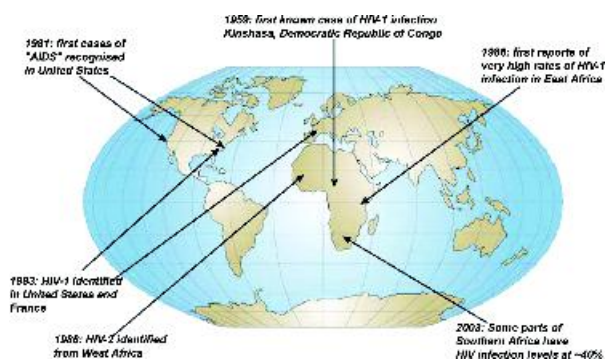 1959: first known case of HIV-1 infection
Kinshasa, Democratic Republic of Congo
1981: first cases of
"AIDS" recognised
in United States
1986: first reports of
very high rates of HIV-1
infection in East Africa
1983: HIV-1 identified
in United States and
France
1986: HIV-2 identified
from West Africa
2003: Some parts of
Southern Africa have
HIV infection levels at ~40%